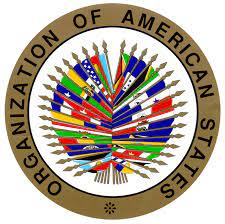 ORGANIZATION OF AMERICAN STATES